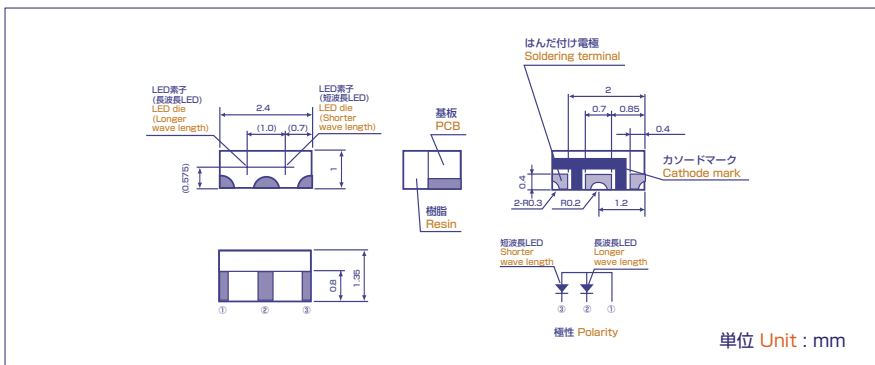 はんだ付け電極
Soldering terminal
LED素子
(長波長LED)
LED die
(Longer
wave length)
LED素子
(短波長LED)
LED die
(Shorter
wave length)
2.4
(1.0)
(0.7)
(0.575)
1
基板
PCB
樹脂
Resin
2
0.7
0.85
0.4
カソードマーク
Cathode mark
0.4
2-R0.3
R0.2
1.2
0.8
1.35
①
②
③
短波長LED
Shorter
wave length
長波長LED
Longer
wave length
③
②
①
極性 Polarity
単位 Unit : mm